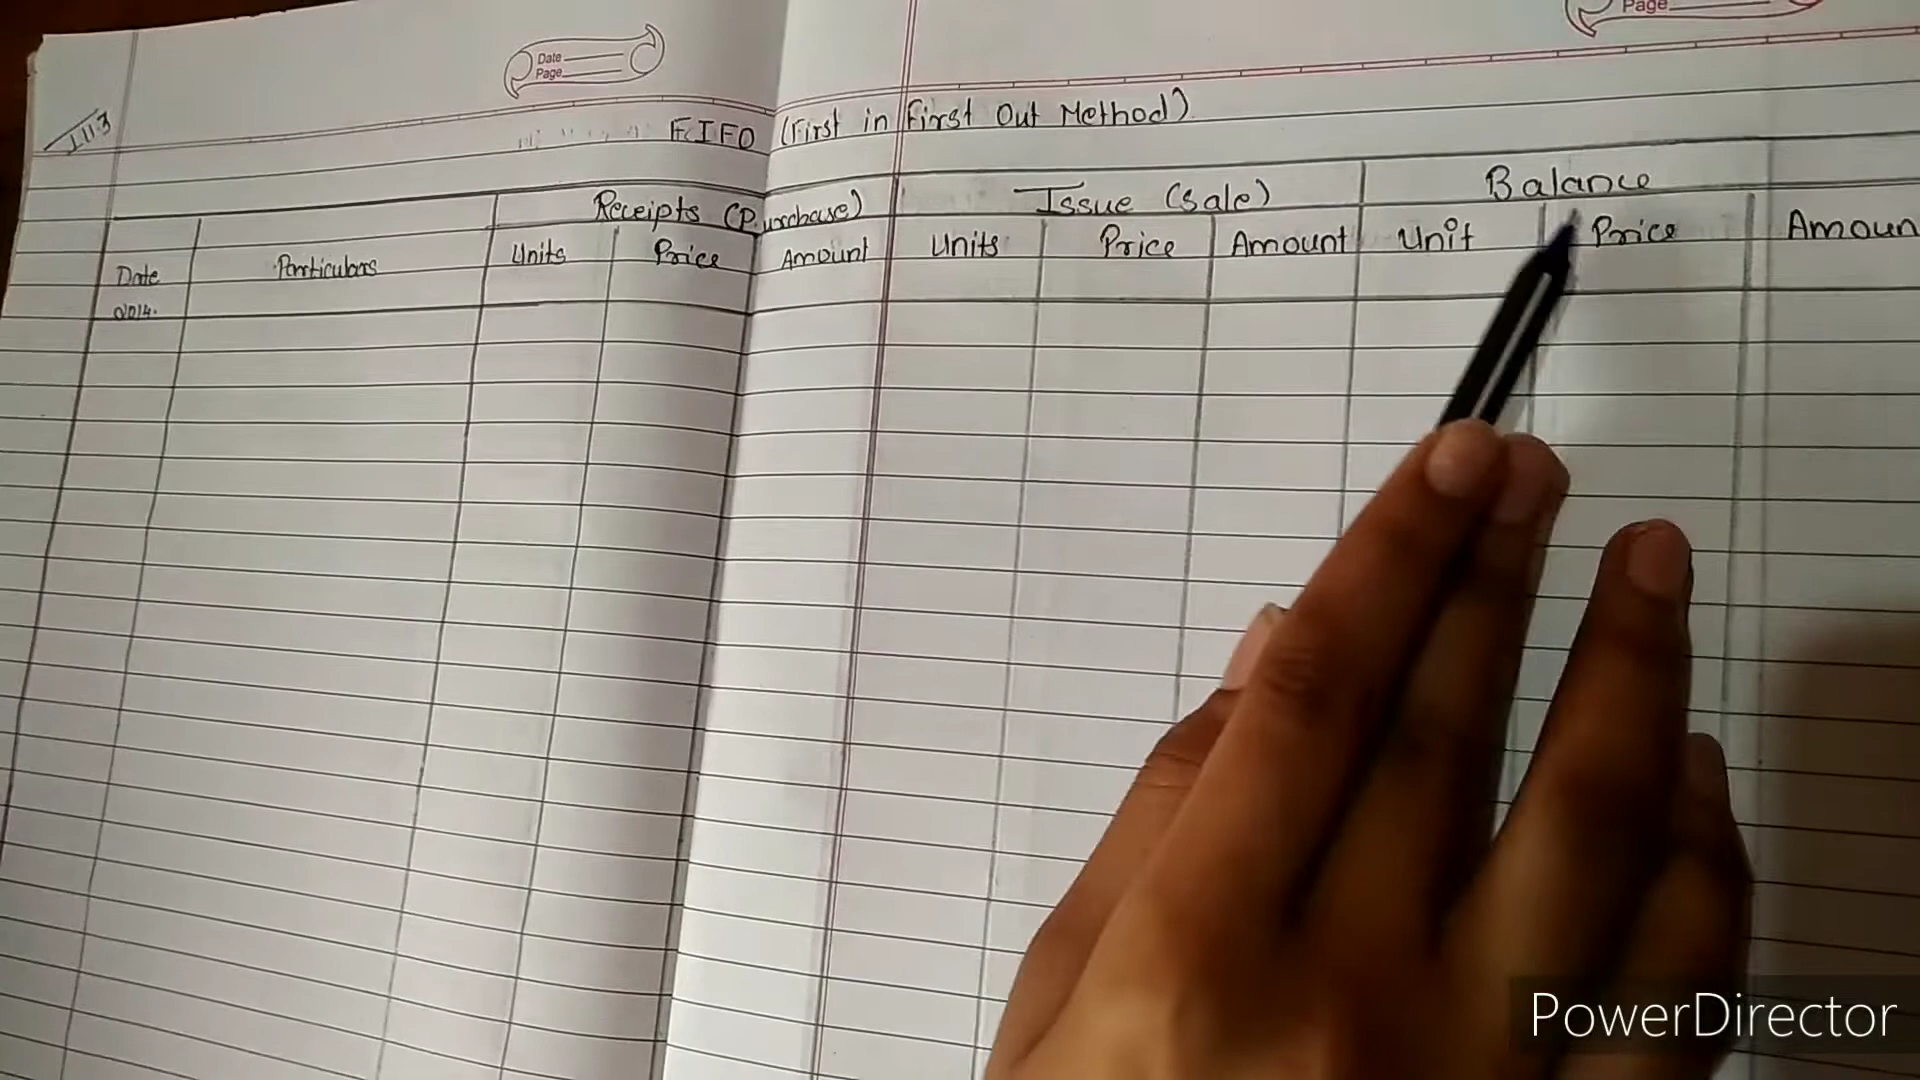 Date
Page
Page
FIFO (First in First Out Method)
Receipts (Purchase) Issue (Sale) Balance
Date Particulars Units Price Amount Units Price Amount Unit Price Amoun
2014.
PowerDirector